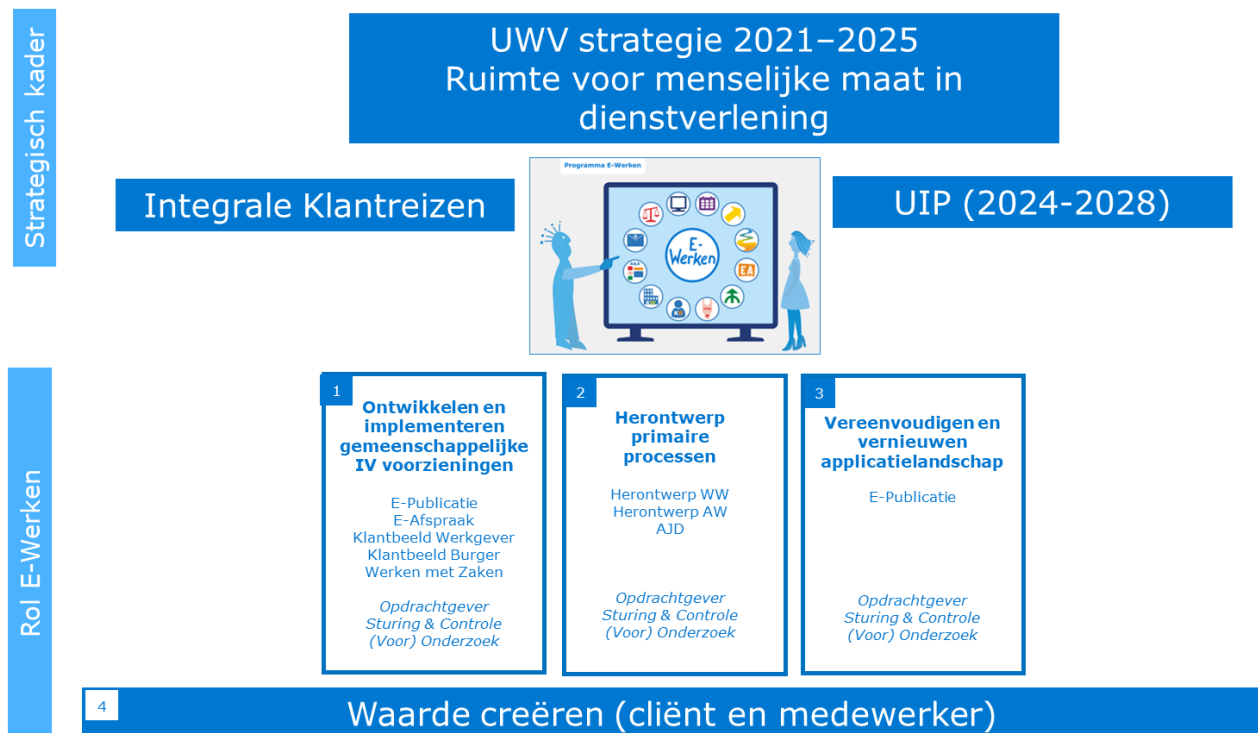 Strategisch kader
UWV strategie 2021–2025
Ruimte voor menselijke maat in
dienstverlening
Integrale Klantreizen
Programma E-Werken
E-
Werken
EA
UIP (2024-2028)
Rol E-Werken
1
Ontwikkelen en
implementeren
gemeenschappelijke
IV voorzieningen
E-Publicatie
E-Afspraak
Klantbeeld Werkgever
Klantbeeld Burger
Werken met Zaken
Opdrachtgever
Sturing & Controle
(Voor) Onderzoek
2
Herontwerp
primaire
processen
Herontwerp WW
Herontwerp AW
AJD
Opdrachtgever
Sturing & Controle
(Voor) Onderzoek
3
Vereenvoudigen en
vernieuwen
applicatielandschap
E-Publicatie
Opdrachtgever
Sturing & Controle
(Voor) Onderzoek
4
Waarde creëren (cliënt en medewerker)